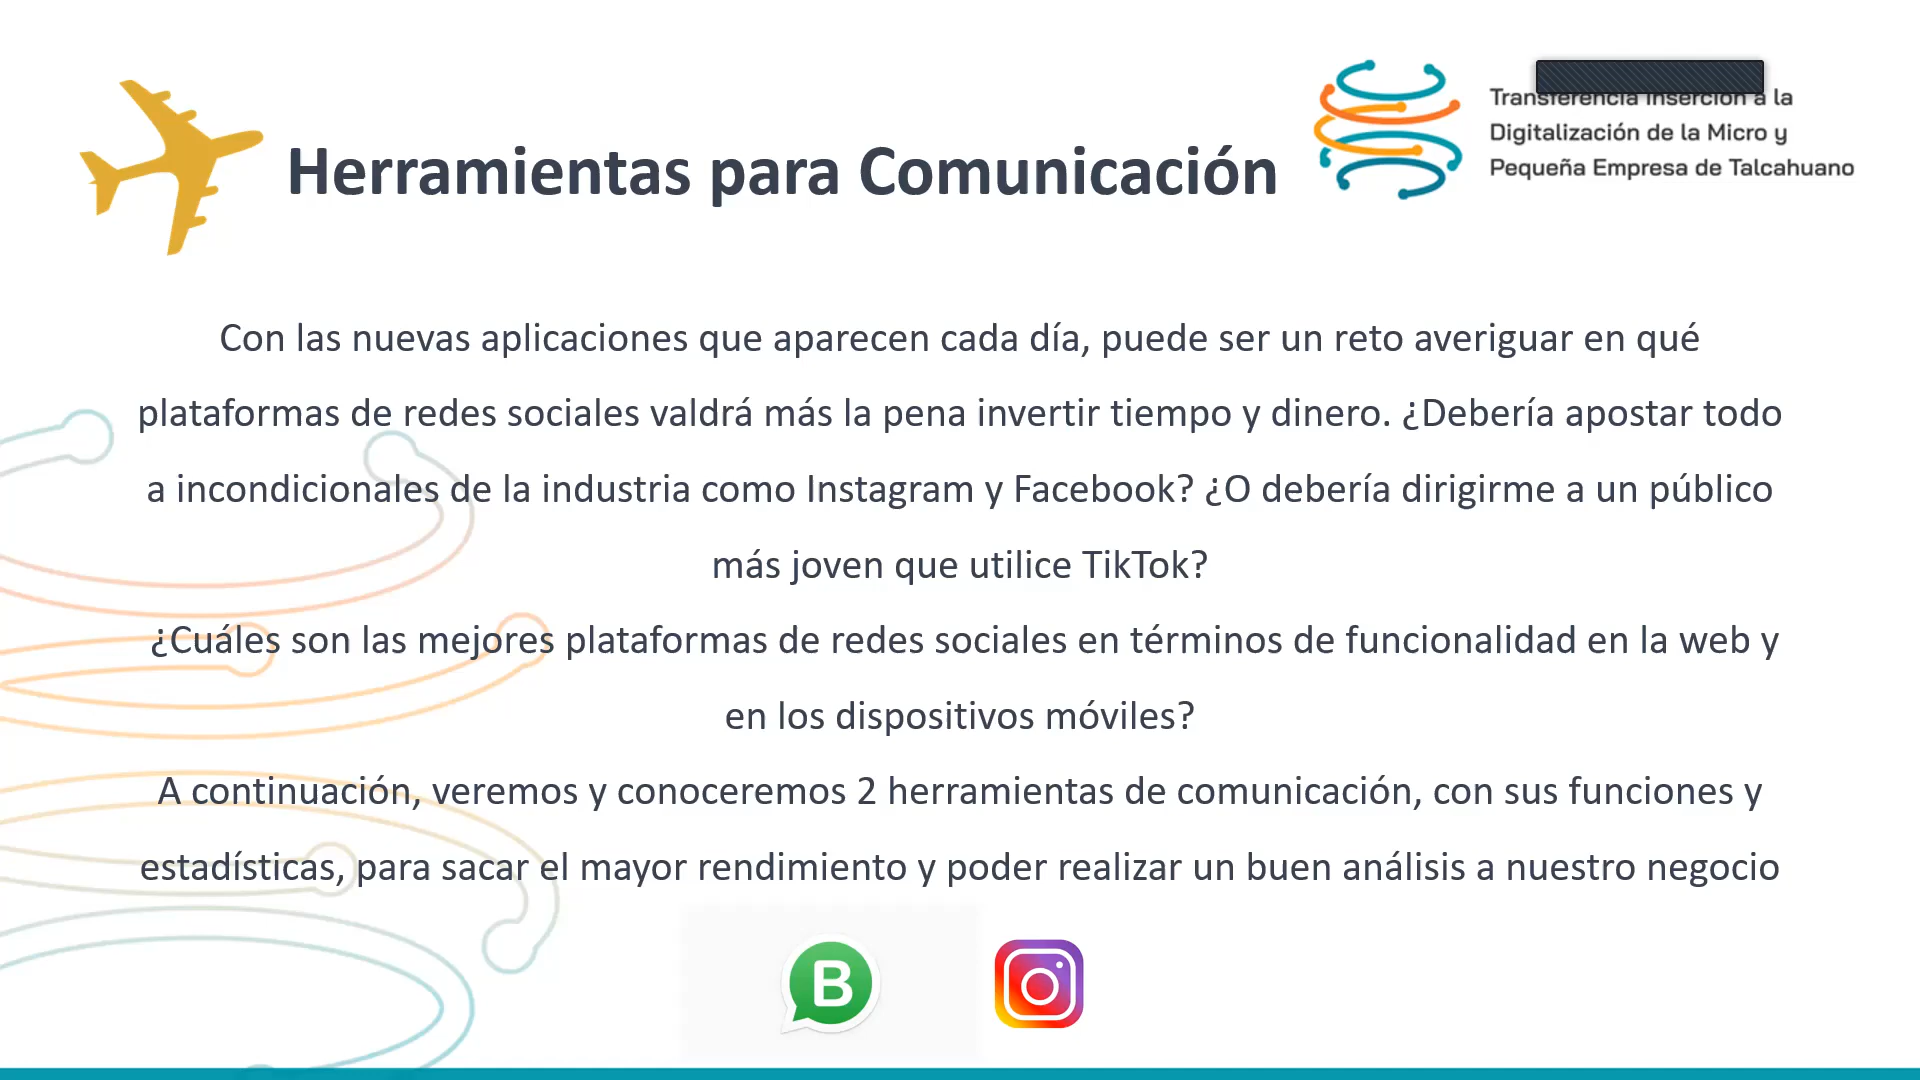 Herramientas para Comunicación
Transferencia Inserción a la
Digitalización de la Micro y
Pequeña Empresa de Talcahuano
Con las nuevas aplicaciones que aparecen cada día, puede ser un reto averiguar en qué
plataformas de redes sociales valdrá más la pena invertir tiempo y dinero. ¿Debería apostar todo
a incondicionales de la industria como Instagram y Facebook? ¿O debería dirigirme a un público
más joven que utilice TikTok?
¿Cuáles son las mejores plataformas de redes sociales en términos de funcionalidad en la web y
en los dispositivos móviles?
A continuación, veremos y conoceremos 2 herramientas de comunicación, con sus funciones y
estadísticas, para sacar el mayor rendimiento y poder realizar un buen análisis a nuestro negocio
B